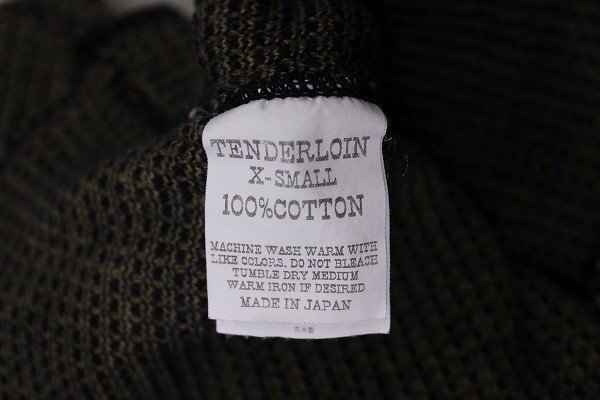 TENDERLOIN
X-SMALL
100%COTTON
MACHINE WASH WARM WITH
LIKE COLORS. DO NOT BLEACH
TUMBLE DRY MEDIUM
WARM IRON IF DESIRED
MADE IN JAPAN